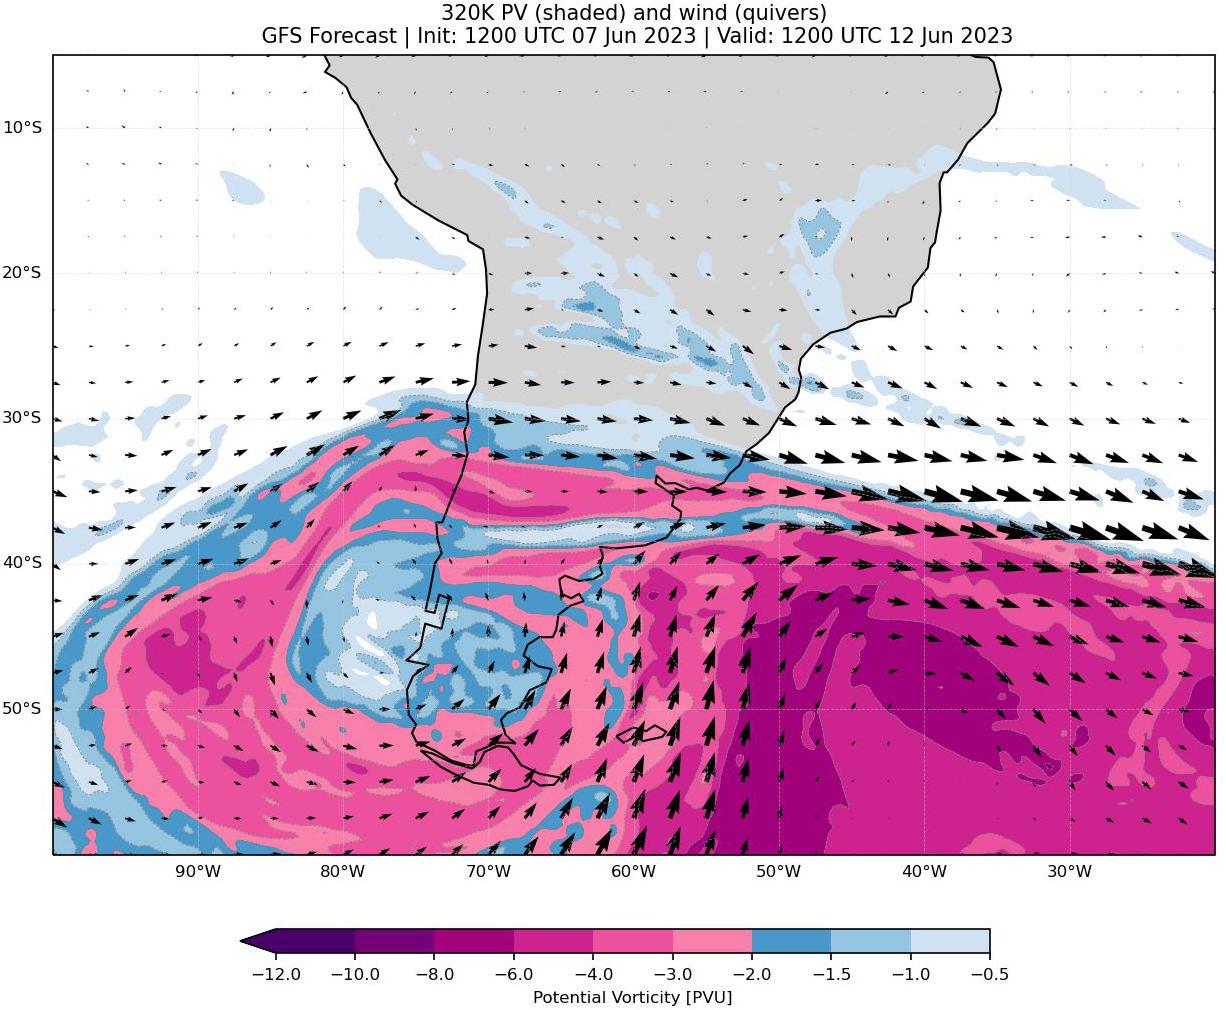 320K PV (shaded) and wind (quivers)
GFS Forecast | Init: 1200 UTC 07 Jun 2023 | Valid: 1200 UTC 12 Jun 2023
10°S
20°S
30°S
40°S
50°S
90°W 80°W 70°W 60°W 50°W 40°W 30°W
−12.0 −10.0 −8.0 −6.0 −4.0 −3.0 −2.0 −1.5 −1.0 −0.5
Potential Vorticity [PVU]